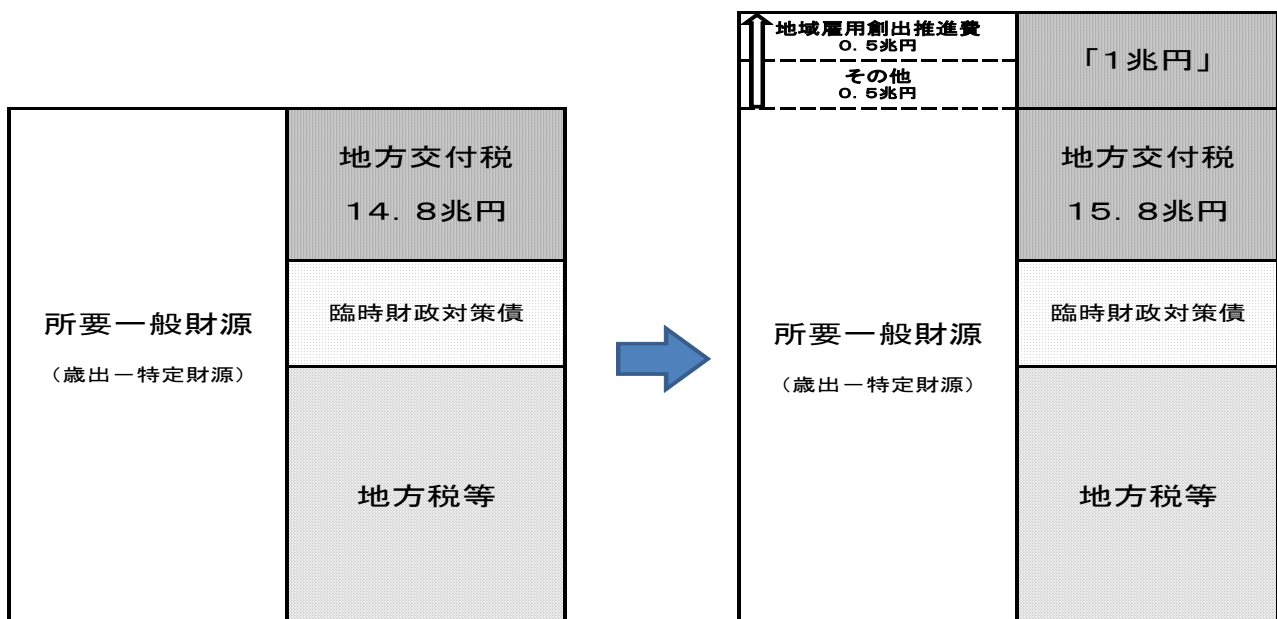 所要一般財源
（歳出－特定財源）
地方交付税
１４．８兆円
臨時財政対策債
地方税等
地域雇用創出推進費
０．５兆円
その他
０．５兆円
所要一般財源
（歳出－特定財源）
「１兆円」
地方交付税
１５．８兆円
臨時財政対策債
地方税等